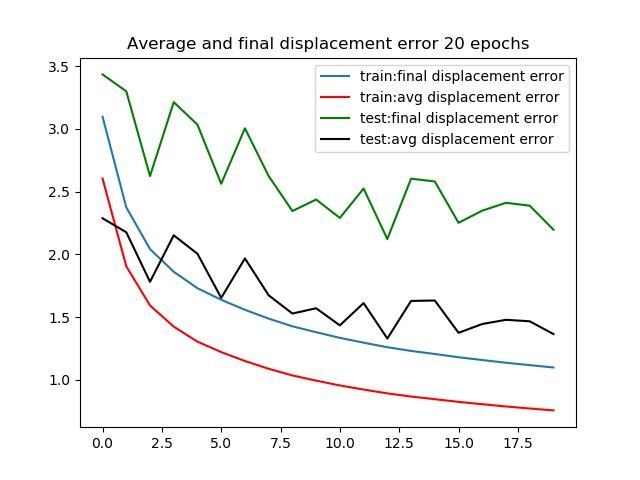 Average and final displacement error 20 epochs
3.5
3.0
2.5
2.0
1.5
1.0
train:final displacement error
train:avg displacement error
test:final displacement error
test:avg displacement error
0.0 2.5 5.0 7.5 10.0 12.5 15.0 17.5